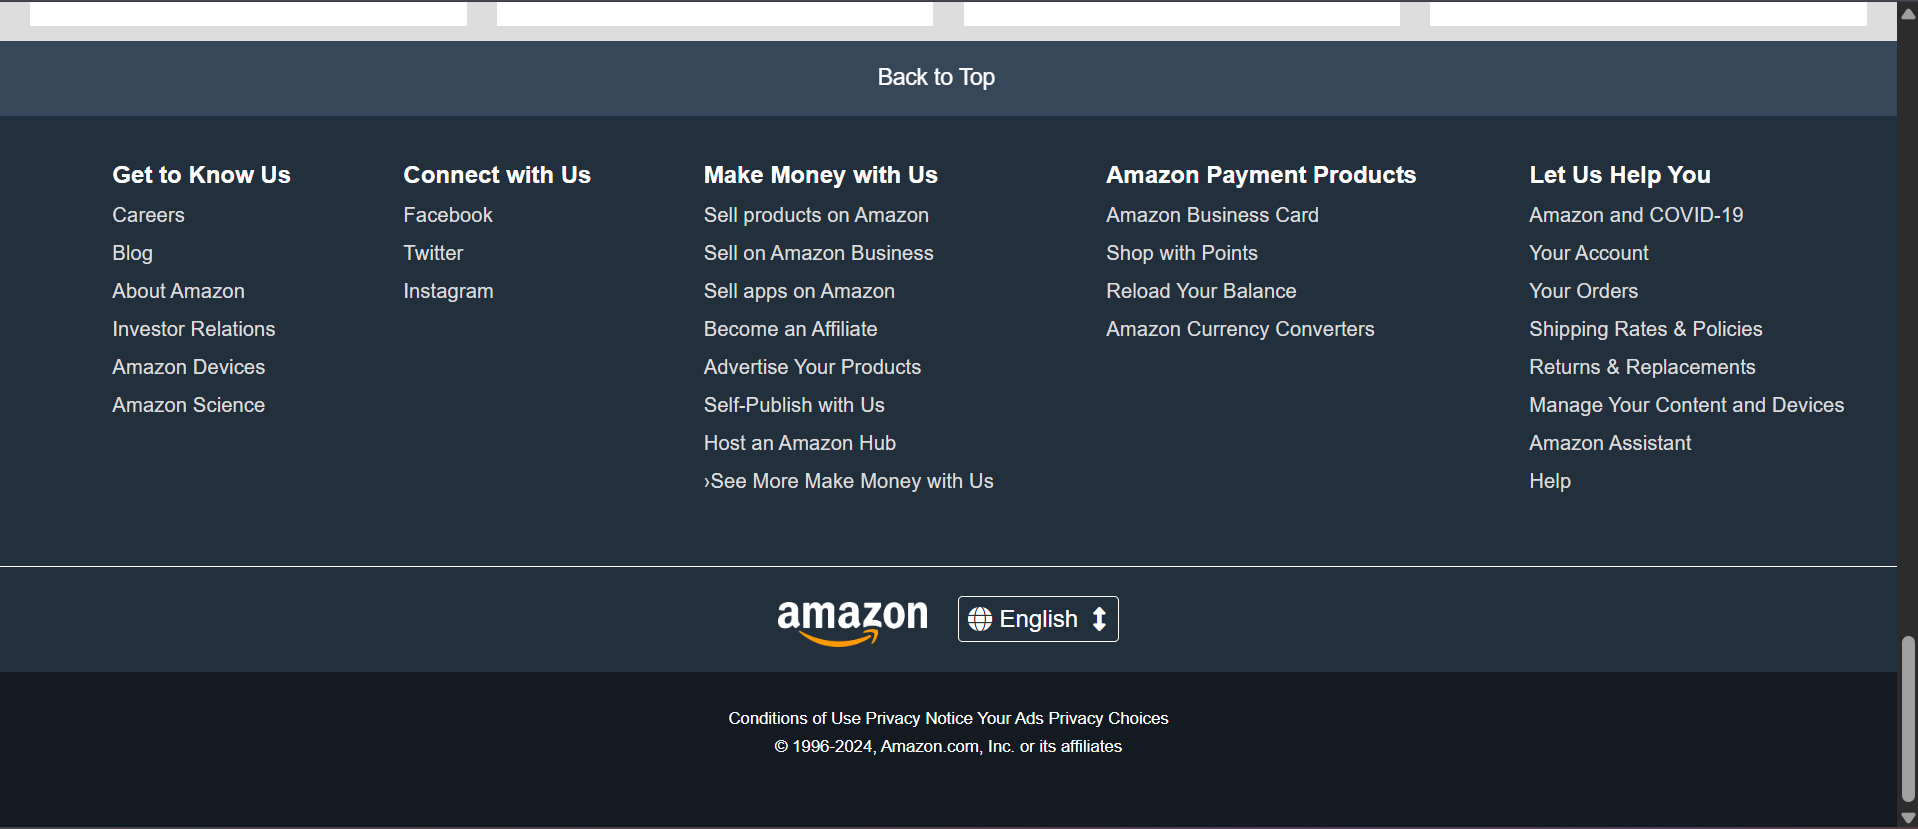 Back to Top
Get to Know Us
Careers
Blog
About Amazon
Investor Relations
Amazon Devices
Amazon Science
Connect with Us
Facebook
Twitter
Instagram
Make Money with Us
Sell products on Amazon
Sell on Amazon Business
Sell apps on Amazon
Become an Affiliate
Advertise Your Products
Self-Publish with Us
Host an Amazon Hub
›See More Make Money with Us
Amazon Payment Products
Amazon Business Card
Shop with Points
Reload Your Balance
Amazon Currency Converters
Let Us Help You
Amazon and COVID-19
Your Account
Your Orders
Shipping Rates & Policies
Returns & Replacements
Manage Your Content and Devices
Amazon Assistant
Help
amazon
English
Conditions of Use Privacy Notice Your Ads Privacy Choices
© 1996-2024, Amazon.com, Inc. or its affiliates